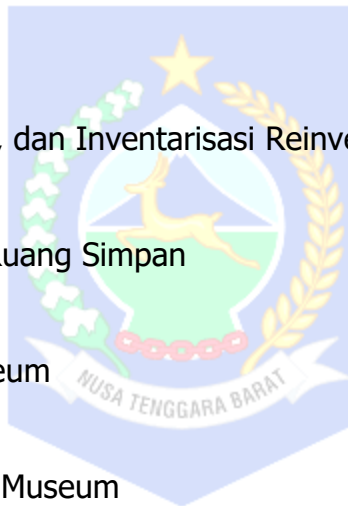 , dan Inventarisasi Reinve
uang Simpan
eum
NUSA TENGGARA BARAT
Museum